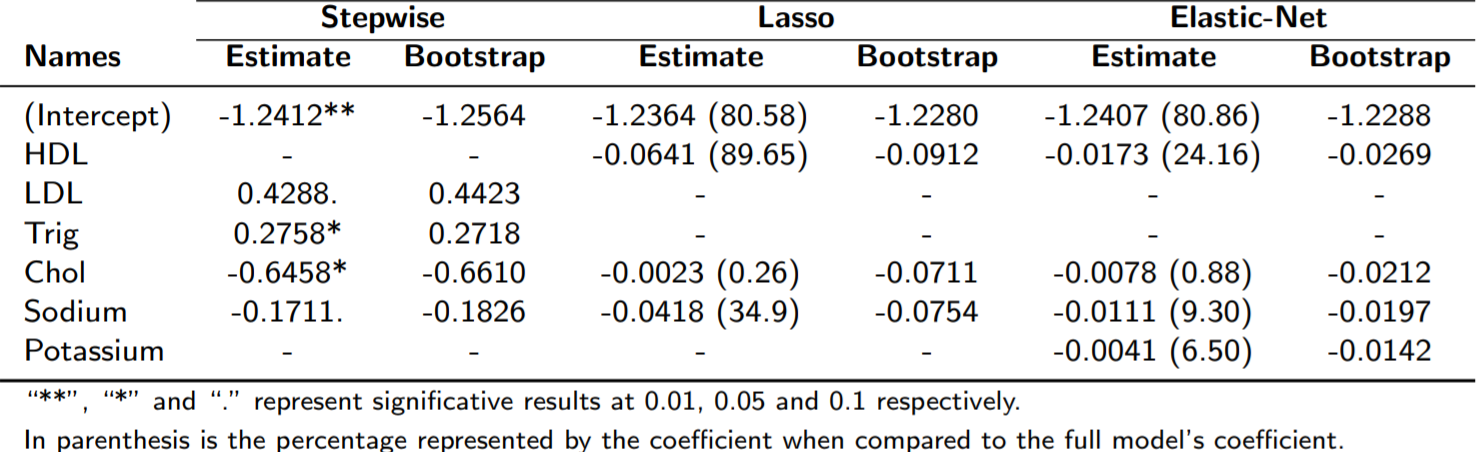 Stepwise Lasso Elastic-Net
Names Estimate Bootstrap Estimate Bootstrap Estimate Bootstrap
(Intercept) -1.2412** -1.2564 -1.2364 (80.58) -1.2280 -1.2407 (80.86) -1.2288
HDL - - -0.0641 (89.65) -0.0912 -0.0173 (24.16) -0.0269
LDL 0.4288. 0.4423 - - - -
Trig 0.2758* 0.2718 - - - -
Chol -0.6458* -0.6610 -0.0023 (0.26) -0.0711 -0.0078 (0.88) -0.0212
Sodium -0.1711. -0.1826 -0.0418 (34.9) -0.0754 -0.0111 (9.30) -0.0197
Potassium - - - - -0.0041 (6.50) -0.0142
“**”, “*” and “.” represent significative results at 0.01, 0.05 and 0.1 respectively.
In parenthesis is the percentage represented by the coefficient when compared to the full model’s coefficient.